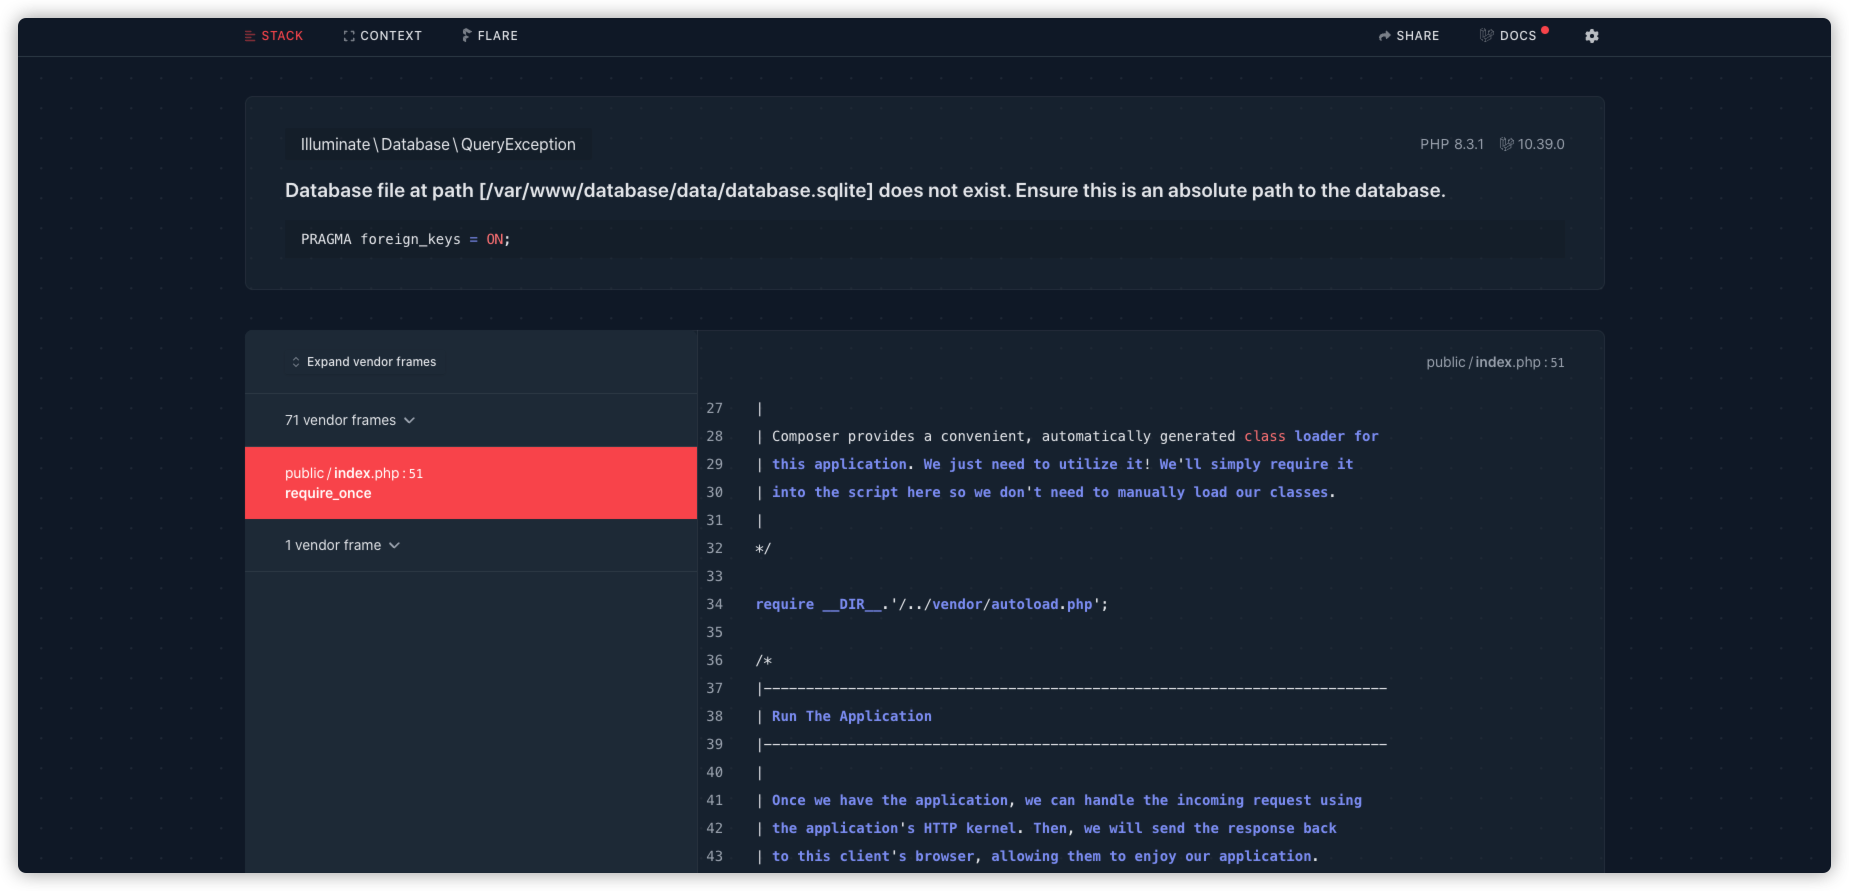 STACK CONTEXT FLARE SHARE DOCS
Illuminate\Database\QueryException
PHP 8.3.1 10.39.0
Database file at path [/var/www/database/data/database.sqlite] does not exist. Ensure this is an absolute path to the database.
PRAGMA foreign_keys = ON;
Expand vendor frames
71 vendor frames
public/index.php:51
require_once
1 vendor frame
public/index.php:51
27 |
28 | Composer provides a convenient, automatically generated class loader for
29 | this application. We just need to utilize it! We'll simply require it
30 | into the script here so we don't need to manually load our classes.
31 |
32 */
33
34 require __DIR__.'/../vendor/autoload.php';
35
36 /*
37 |--------------------------------------------------------------------------
38 | Run The Application
39 |--------------------------------------------------------------------------
40 |
41 | Once we have the application, we can handle the incoming request using
42 | the application's HTTP kernel. Then, we will send the response back
43 | to this client's browser, allowing them to enjoy our application.